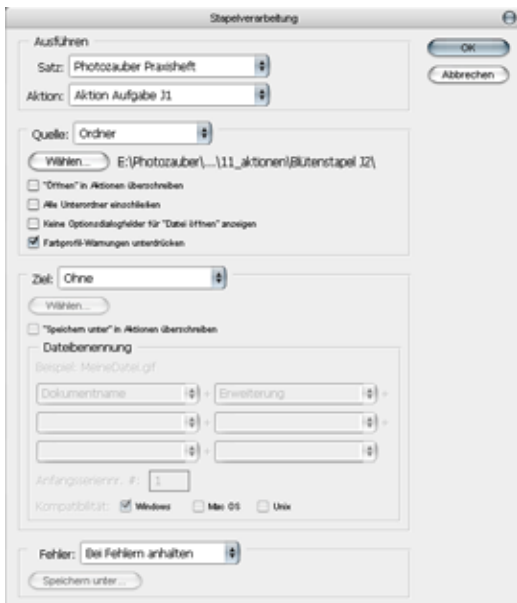 Stapelverarbeitung
Ausführen
Satz: Photozauber Praxisheft
Aktion: Aktion Aufgabe J1
OK
Abbrechen
Quelle: Ordner
Wählen... E:\Photozauber\...\11_aktionen\Blütenstapel J2\
"Öffnen" in Aktionen überschreiben
Alle Unterordner einschließen
Keine Optionsdialogfelder für "Datei öffnen" anzeigen
Farbprofil-Warnungen unterdrücken
Ziel: Ohne
Wählen...
"Speichern unter" in Aktionen überschreiben
Dateibenennung
Beispiel: MeineDatei.gif
Dokumentname + Erweiterung +
+ +
+
Anfangsseriennr. #: 1
Kompatibilität: Windows Mac OS Unix
Fehler: Bei Fehlern anhalten
Speichern unter...